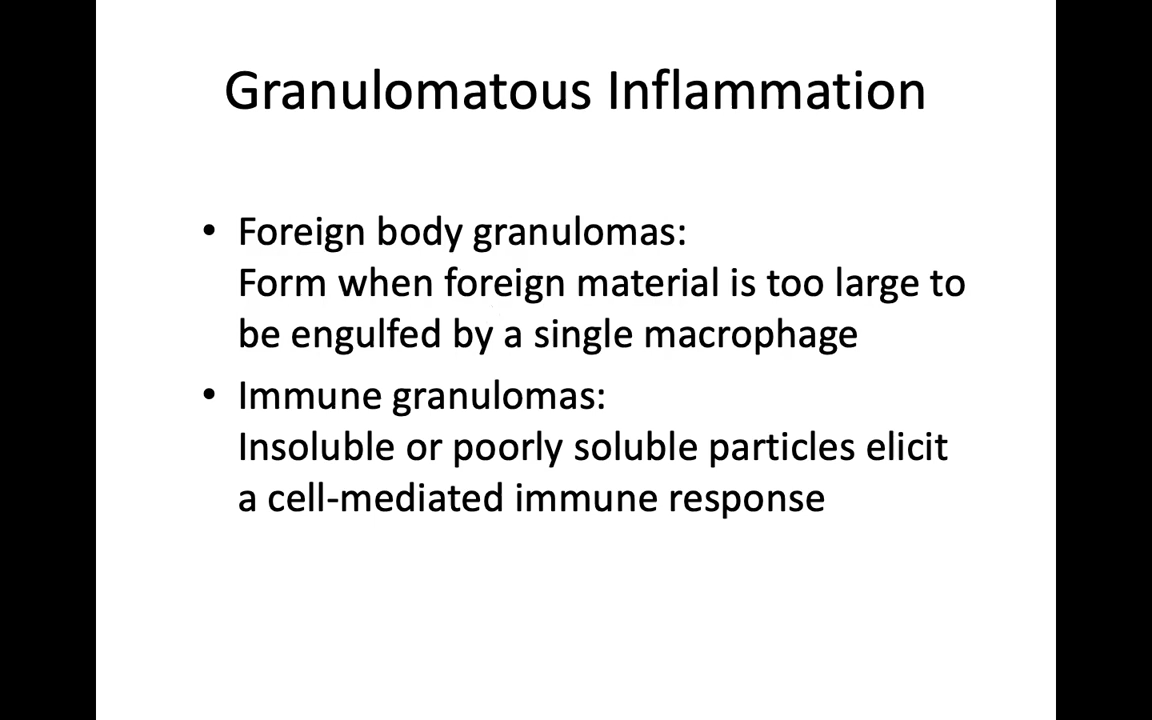 Granulomatous Inflammation
• Foreign body granulomas:
Form when foreign material is too large to
be engulfed by a single macrophage
• Immune granulomas:
Insoluble or poorly soluble particles elicit
a cell-mediated immune response